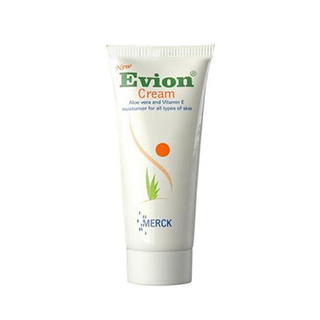 New
Evion®
Cream
Aloe vera and Vitamin E
moisturiser for all types of skin
MERCK